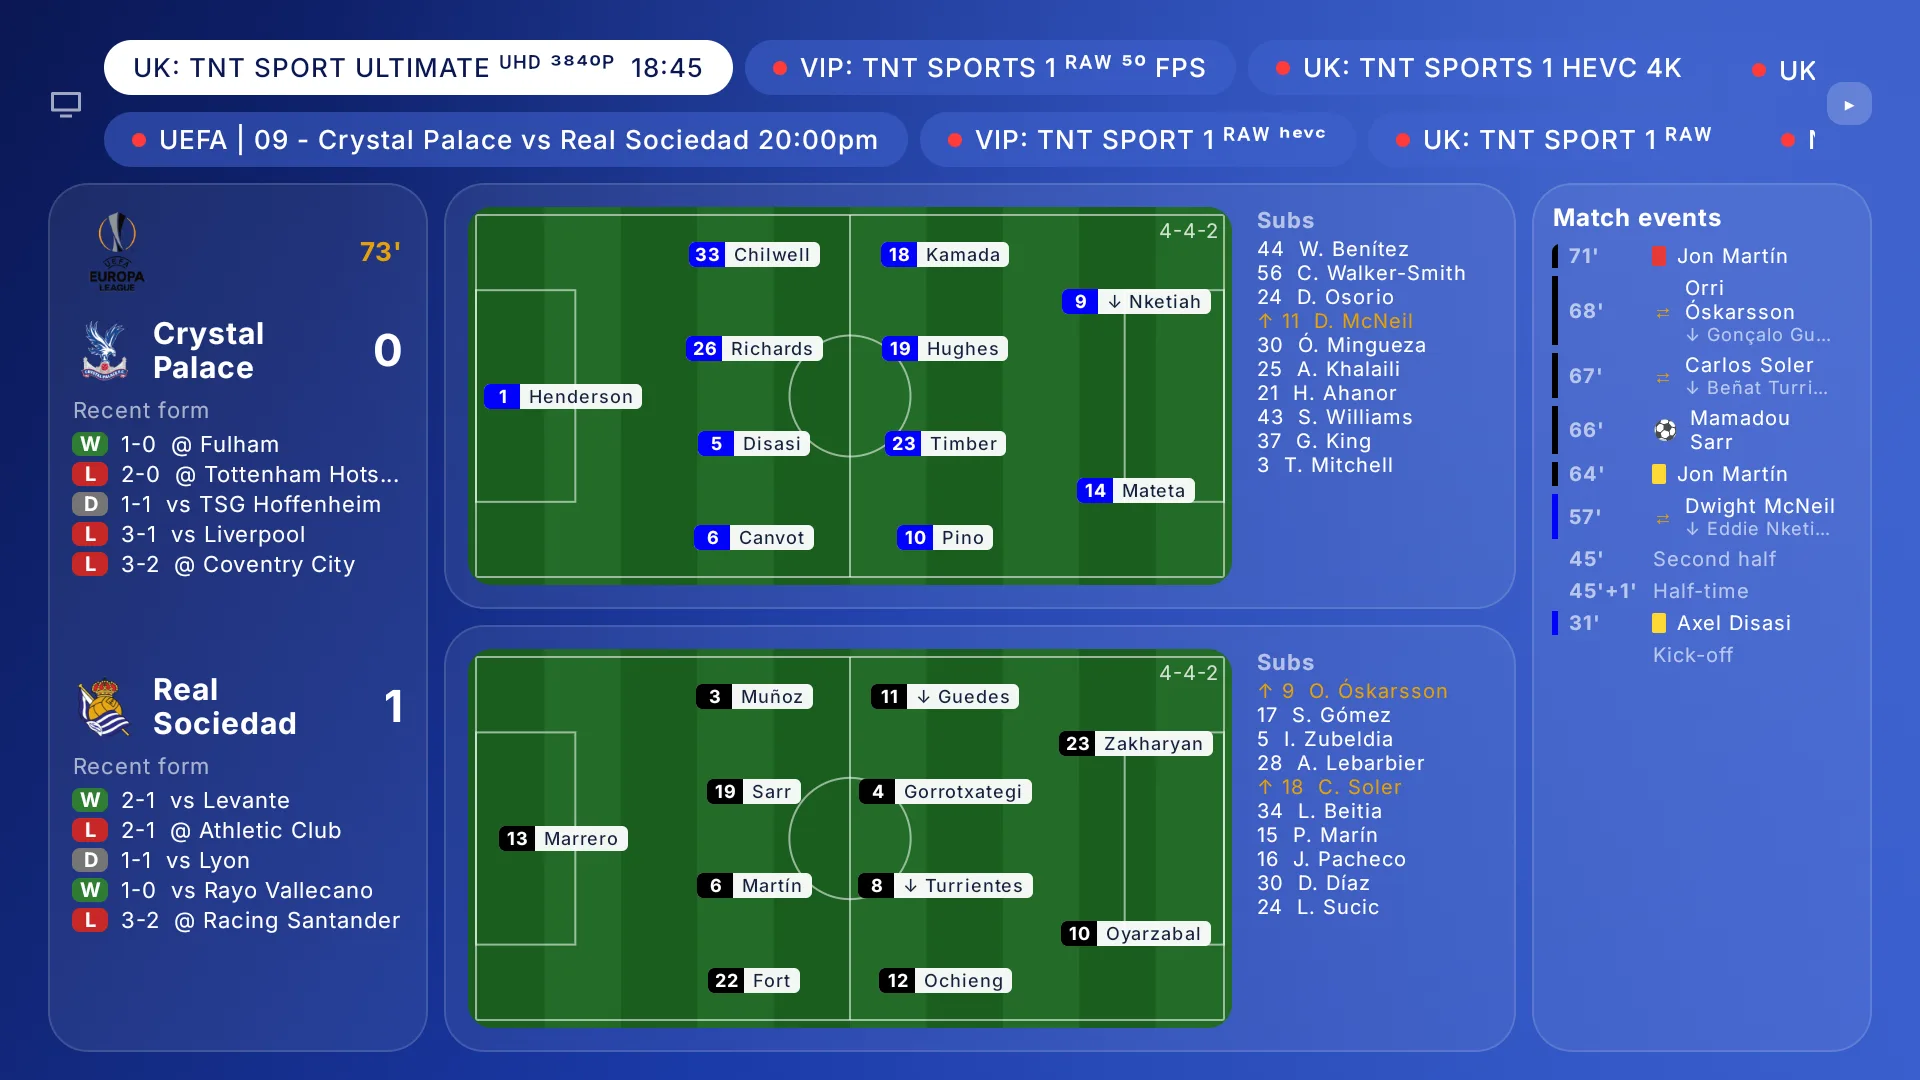 UK: TNT SPORT ULTIMATE ᵁᴴᴰ ³⁸⁴⁰ᴾ 18:45
VIP: TNT SPORTS 1 ᴿᴬᵂ ⁵⁰ FPS
UK: TNT SPORTS 1 HEVC 4K
UK
UEFA | 09 - Crystal Palace vs Real Sociedad 20:00pm
VIP: TNT SPORT 1 ᴿᴬᵂ ʰᵉᵛᶜ
UK: TNT SPORT 1 ᴿᴬᵂ
UEFA
EUROPA
LEAGUE
73'
Crystal
Palace
0
Recent form
W 1-0 @ Fulham
L 2-0 @ Tottenham Hots...
D 1-1 vs TSG Hoffenheim
L 3-1 vs Liverpool
L 3-2 @ Coventry City
Real
Sociedad
1
Recent form
W 2-1 vs Levante
L 2-1 @ Athletic Club
D 1-1 vs Lyon
W 1-0 vs Rayo Vallecano
L 3-2 @ Racing Santander
4-4-2
33 Chilwell
18 Kamada
9 ↓ Nketiah
26 Richards
19 Hughes
1 Henderson
5 Disasi
23 Timber
14 Mateta
6 Canvot
10 Pino
Subs
44 W. Benítez
56 C. Walker-Smith
24 D. Osorio
↑ 11 D. McNeil
30 Ó. Mingueza
25 A. Khalaili
21 H. Ahanor
43 S. Williams
37 G. King
3 T. Mitchell
4-4-2
3 Muñoz
11 ↓ Guedes
23 Zakharyan
19 Sarr
4 Gorrotxategi
13 Marrero
6 Martín
8 ↓ Turrientes
10 Oyarzabal
22 Fort
12 Ochieng
Subs
↑ 9 O. Óskarsson
17 S. Gómez
5 I. Zubeldia
28 A. Lebarbier
↑ 18 C. Soler
34 L. Beitia
15 P. Marín
16 J. Pacheco
30 D. Díaz
24 L. Sucic
Match events
71' Jon Martín
68' Orri
Óskarsson
↓ Gonçalo Gu...
67' Carlos Soler
↓ Beñat Turri...
66' Mamadou
Sarr
64' Jon Martín
57' Dwight McNeil
↓ Eddie Nketi...
45' Second half
45'+1' Half-time
31' Axel Disasi
Kick-off